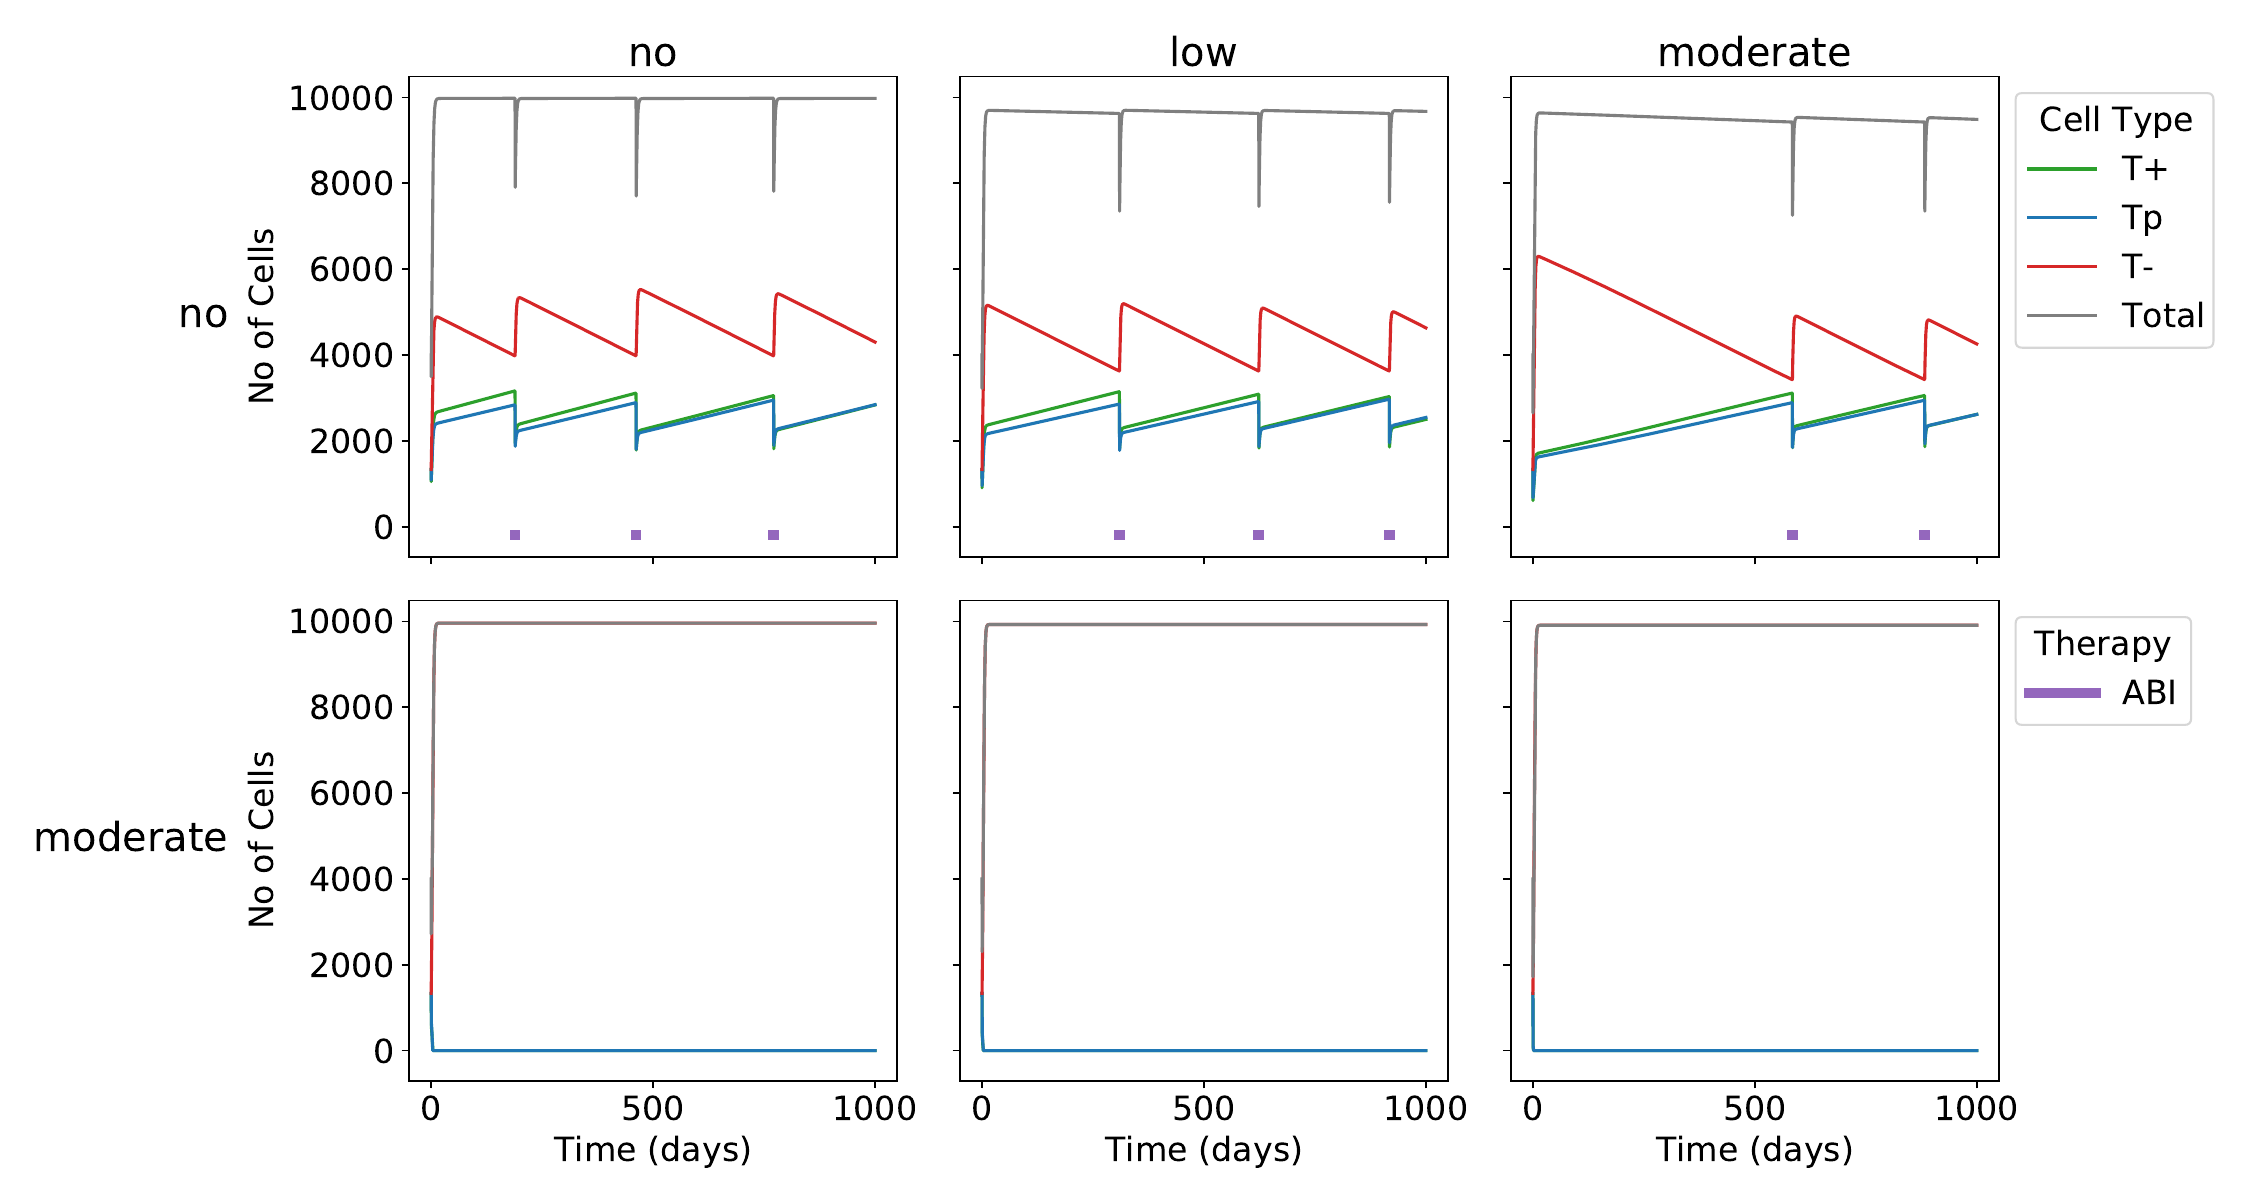 no low moderate
10000
8000
6000
4000
2000
0
No of Cells
no
Cell Type
T+
Tp
T-
Total
10000
8000
6000
4000
2000
0
No of Cells
moderate
Therapy
ABI
0 500 1000 0 500 1000 0 500 1000
Time (days) Time (days) Time (days)